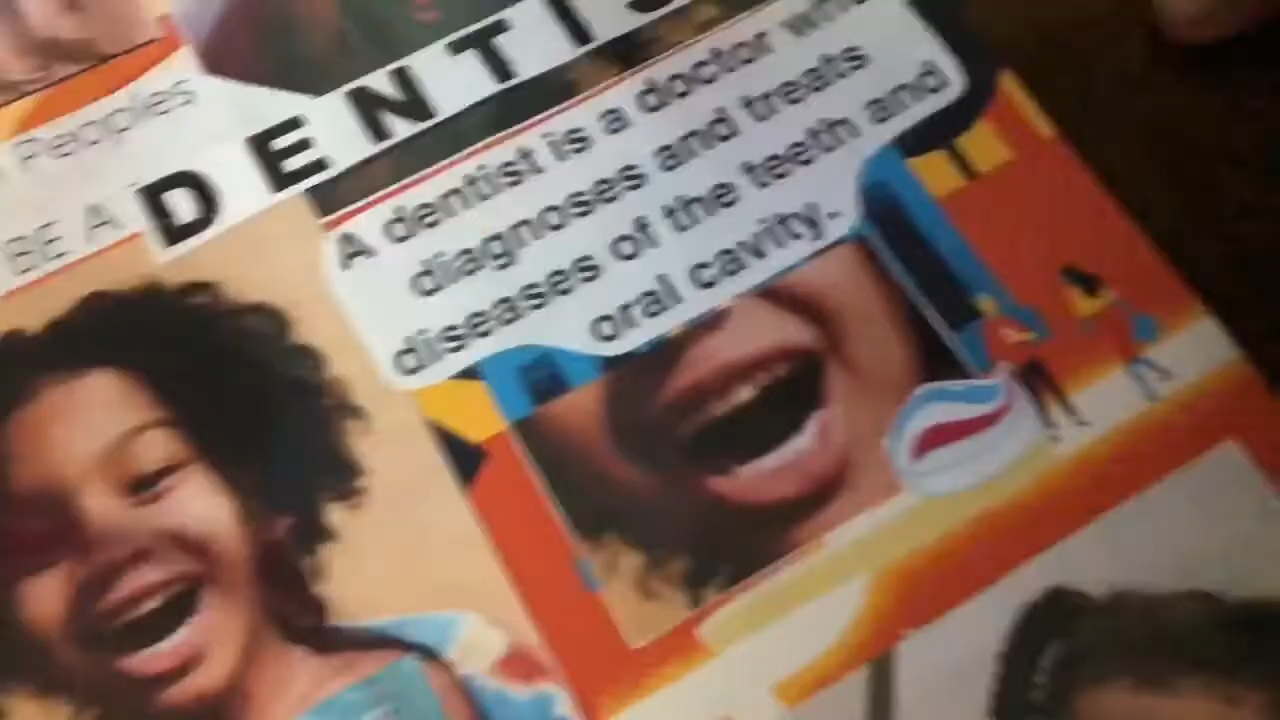 Peoples
BE A DENTIS
A dentist is a doctor who
diagnoses and treats
diseases of the teeth and
oral cavity.